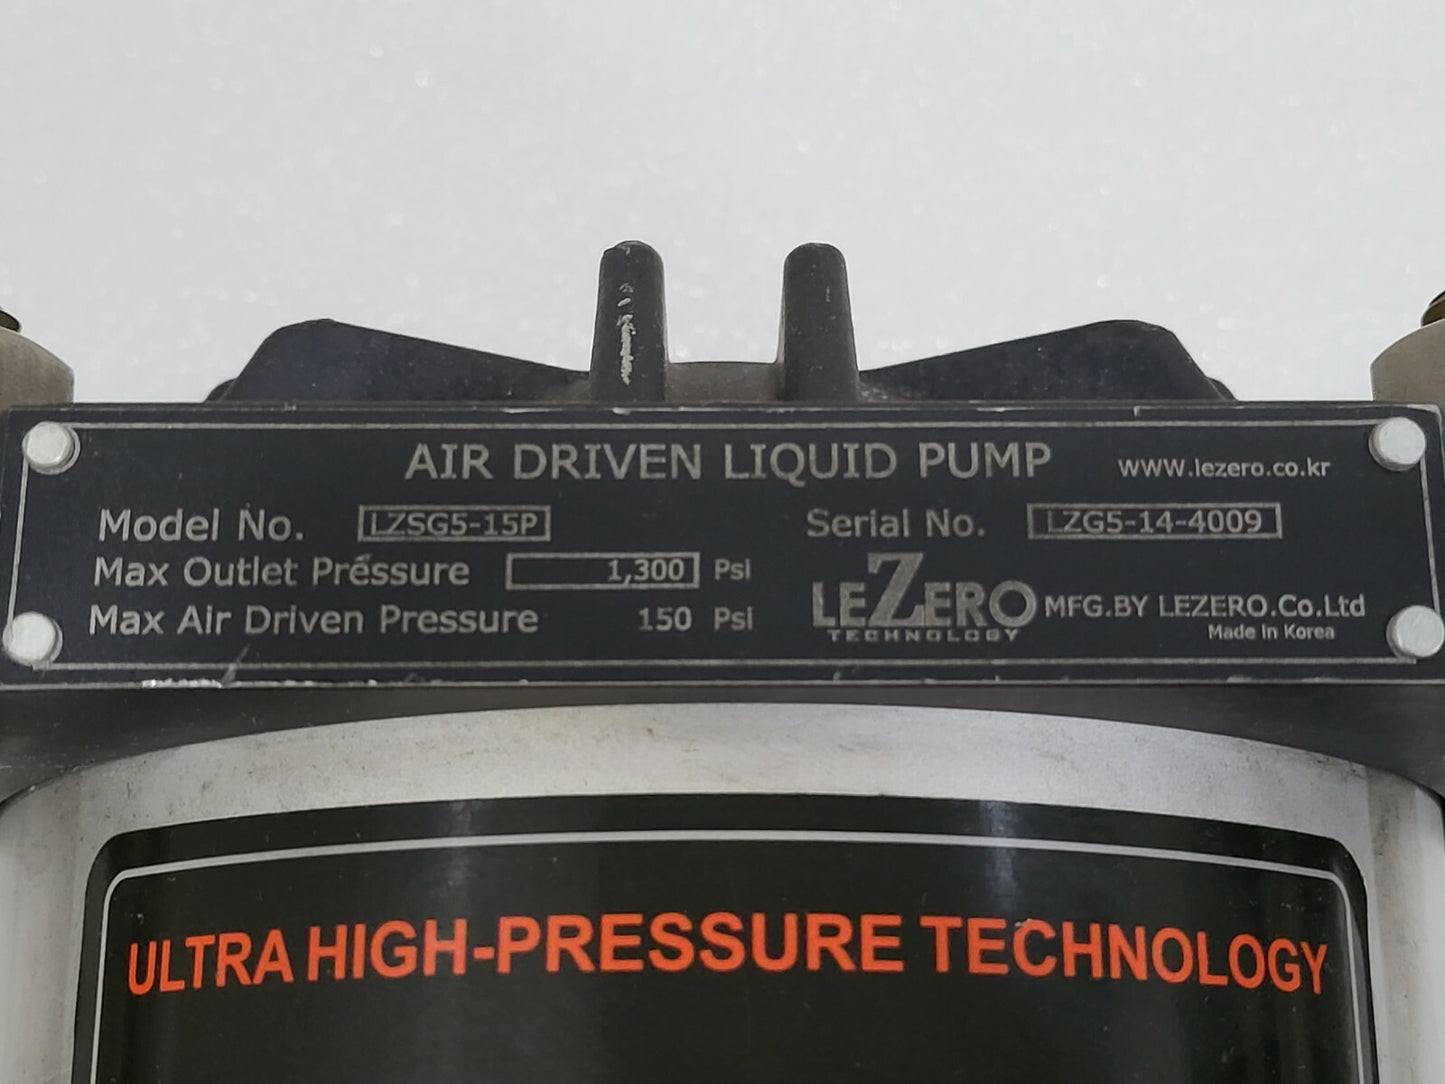 AIR DRIVEN LIQUID PUMP www.lezero.co.kr
Model No. LZSG5-15P Serial No. LZG5-14-4009
Max Outlet Pressure 1,300 Psi
Max Air Driven Pressure 150 Psi
LEZERO MFG.BY LEZERO.Co.Ltd
TECHNOLOGY Made In Korea
ULTRA HIGH-PRESSURE TECHNOLOGY